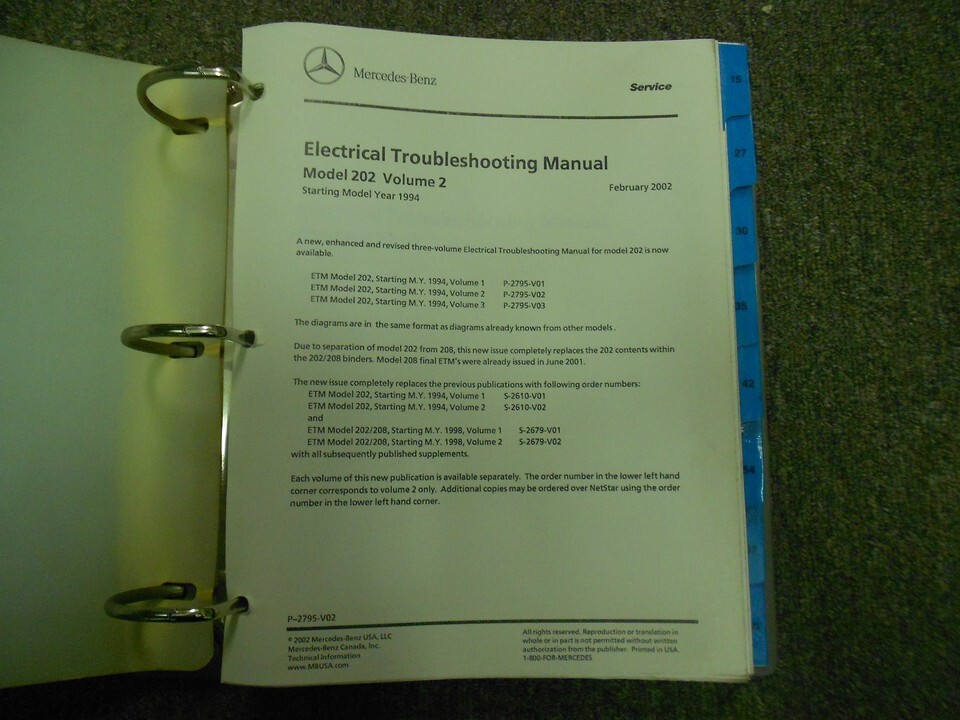 Mercedes-Benz
Service
Electrical Troubleshooting Manual
Model 202 Volume 2
February 2002
Starting Model Year 1994
A new, enhanced and revised three-volume Electrical Troubleshooting Manual for model 202 is now
available.
ETM Model 202, Starting M.Y. 1994, Volume 1 P-2795-V01
ETM Model 202, Starting M.Y. 1994, Volume 2 P-2795-V02
ETM Model 202, Starting M.Y. 1994, Volume 3 P-2795-V03
The diagrams are in the same format as diagrams already known from other models.
Due to separation of model 202 from 208, this new issue completely replaces the 202 contents within
the 202/208 binders. Model 208 final ETM's were already issued in June 2001.
The new issue completely replaces the previous publications with following order numbers:
ETM Model 202, Starting M.Y. 1994, Volume 1 S-2610-V01
ETM Model 202, Starting M.Y. 1994, Volume 2 S-2610-V02
and
ETM Model 202/208, Starting M.Y. 1998, Volume 1 S-2679-V01
ETM Model 202/208, Starting M.Y. 1998, Volume 2 S-2679-V02
with all subsequently published supplements.
Each volume of this new publication is available separately. The order number in the lower left hand
corner corresponds to volume 2 only. Additional copies may be ordered over NetStar using the order
number in the lower left hand corner.
P-2795-V02
© 2002 Mercedes-Benz USA, LLC
Mercedes-Benz Canada, Inc.
Technical Information
www.MBUSA.com
All rights reserved. Reproduction or translation in
whole or in part is not permitted without written
authorization from the publisher. Printed in USA.
1-800-FOR-MERCEDES
15
27
30
35
42
54